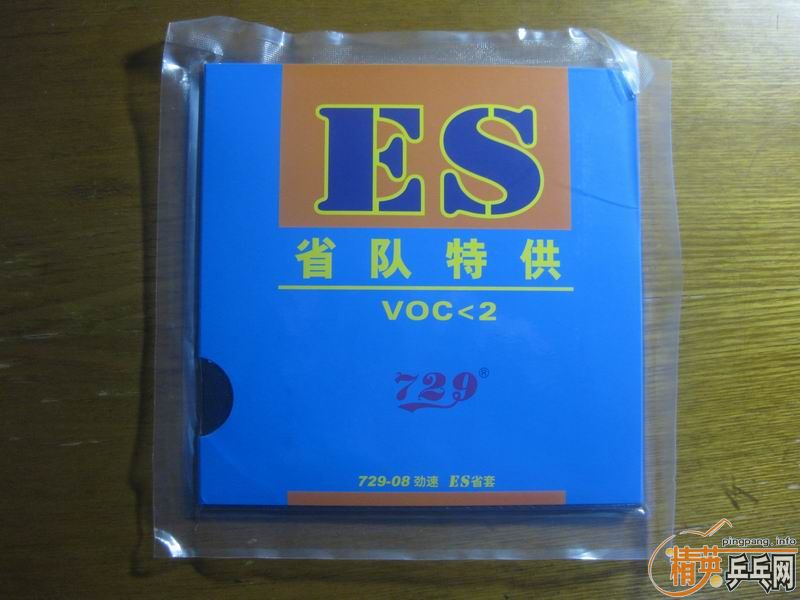 ES
省队特供
VOC<2
729®
729-08 劲速 ES省套
pingpang.info
精英乒乓网